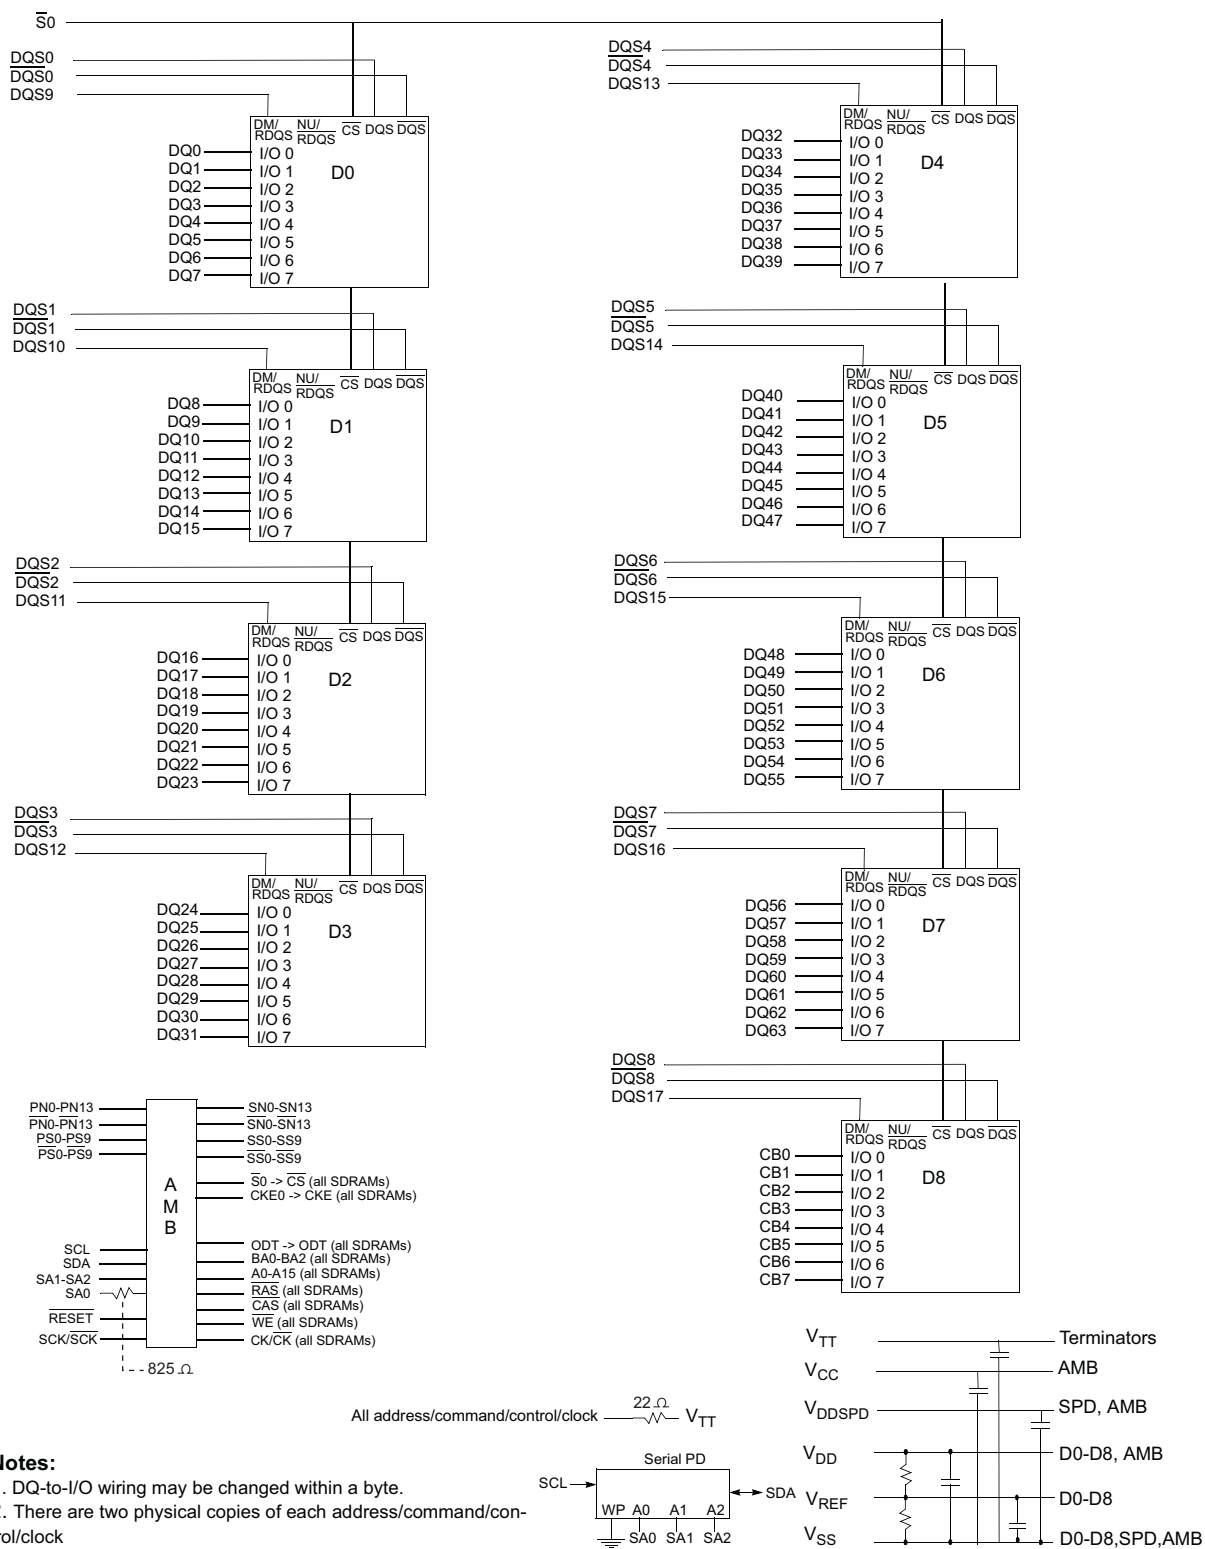 S0
DQS0
DQS0
DQS9
DM/ RDQS NU/ RDQS CS DQS DQS
DQ0 I/O 0
DQ1 I/O 1
DQ2 I/O 2
DQ3 I/O 3
DQ4 I/O 4
DQ5 I/O 5
DQ6 I/O 6
DQ7 I/O 7
D0
DQS1
DQS1
DQS10
DM/ RDQS NU/ RDQS CS DQS DQS
DQ8 I/O 0
DQ9 I/O 1
DQ10 I/O 2
DQ11 I/O 3
DQ12 I/O 4
DQ13 I/O 5
DQ14 I/O 6
DQ15 I/O 7
D1
DQS2
DQS2
DQS11
DM/ RDQS NU/ RDQS CS DQS DQS
DQ16 I/O 0
DQ17 I/O 1
DQ18 I/O 2
DQ19 I/O 3
DQ20 I/O 4
DQ21 I/O 5
DQ22 I/O 6
DQ23 I/O 7
D2
DQS3
DQS3
DQS12
DM/ RDQS NU/ RDQS CS DQS DQS
DQ24 I/O 0
DQ25 I/O 1
DQ26 I/O 2
DQ27 I/O 3
DQ28 I/O 4
DQ29 I/O 5
DQ30 I/O 6
DQ31 I/O 7
D3
DQS4
DQS4
DQS13
DM/ RDQS NU/ RDQS CS DQS DQS
DQ32 I/O 0
DQ33 I/O 1
DQ34 I/O 2
DQ35 I/O 3
DQ36 I/O 4
DQ37 I/O 5
DQ38 I/O 6
DQ39 I/O 7
D4
DQS5
DQS5
DQS14
DM/ RDQS NU/ RDQS CS DQS DQS
DQ40 I/O 0
DQ41 I/O 1
DQ42 I/O 2
DQ43 I/O 3
DQ44 I/O 4
DQ45 I/O 5
DQ46 I/O 6
DQ47 I/O 7
D5
DQS6
DQS6
DQS15
DM/ RDQS NU/ RDQS CS DQS DQS
DQ48 I/O 0
DQ49 I/O 1
DQ50 I/O 2
DQ51 I/O 3
DQ52 I/O 4
DQ53 I/O 5
DQ54 I/O 6
DQ55 I/O 7
D6
DQS7
DQS7
DQS16
DM/ RDQS NU/ RDQS CS DQS DQS
DQ56 I/O 0
DQ57 I/O 1
DQ58 I/O 2
DQ59 I/O 3
DQ60 I/O 4
DQ61 I/O 5
DQ62 I/O 6
DQ63 I/O 7
D7
DQS8
DQS8
DQS17
DM/ RDQS NU/ RDQS CS DQS DQS
CB0 I/O 0
CB1 I/O 1
CB2 I/O 2
CB3 I/O 3
CB4 I/O 4
CB5 I/O 5
CB6 I/O 6
CB7 I/O 7
D8
PN0-PN13
PN0-PN13
PS0-PS9
PS0-PS9
SCL
SDA
SA1-SA2
SA0
RESET
SCK/SCK
825 Ω
A
M
B
SN0-SN13
SN0-SN13
SS0-SS9
SS0-SS9
S0 -> CS (all SDRAMs)
CKE0 -> CKE (all SDRAMs)
ODT -> ODT (all SDRAMs)
BA0-BA2 (all SDRAMs)
A0-A15 (all SDRAMs)
RAS (all SDRAMs)
CAS (all SDRAMs)
WE (all SDRAMs)
CK/CK (all SDRAMs)
22 Ω
All address/command/control/clock VTT
Serial PD
SCL SDA
WP A0 A1 A2
SA0 SA1 SA2
VTT Terminators
VCC AMB
VDDSPD SPD, AMB
VDD D0-D8, AMB
VREF D0-D8
VSS D0-D8,SPD,AMB
Notes:
. DQ-to-I/O wiring may be changed within a byte.
. There are two physical copies of each address/command/con-
rol/clock